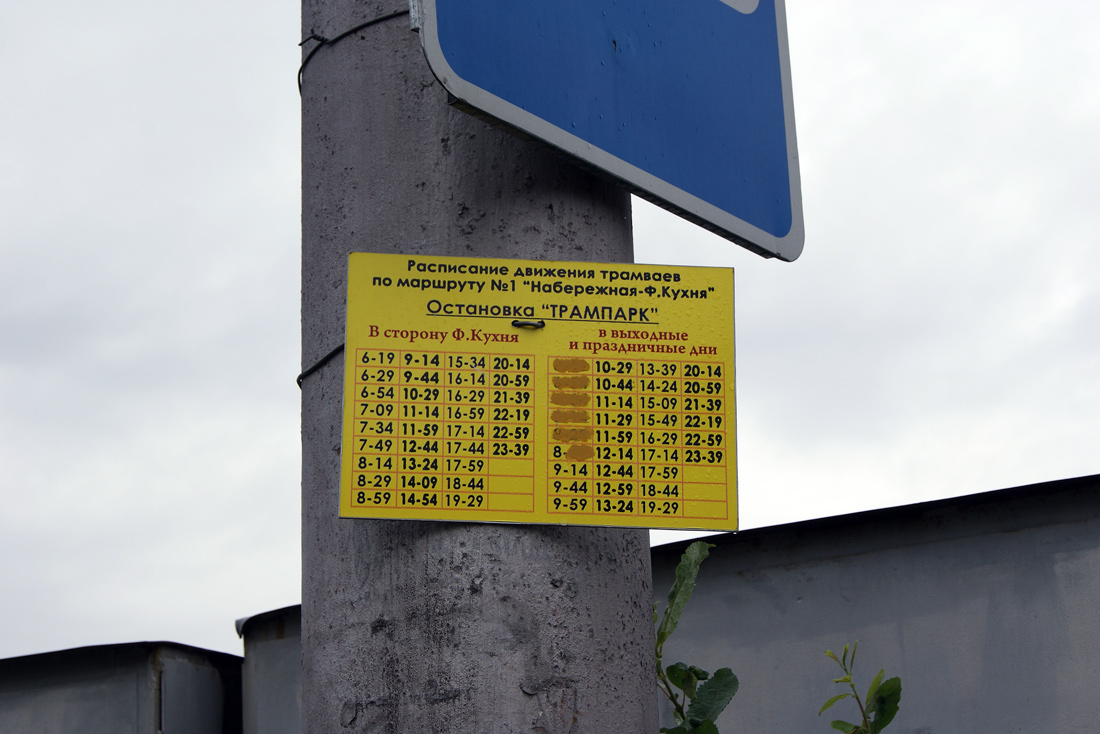 Расписание движения трамваев
по маршруту №1 "Набережная-Ф.Кухня"
Остановка "ТРАМПАРК"
В сторону Ф.Кухня
6-19 9-14 15-34 20-14
6-29 9-44 16-14 20-59
6-54 10-29 16-29 21-39
7-09 11-14 16-59 22-19
7-34 11-59 17-14 22-59
7-49 12-44 17-44 23-39
8-14 13-24 17-59
8-29 14-09 18-44
8-59 14-54 19-29
в выходные
и праздничные дни
10-29 13-39 20-14
10-44 14-24 20-59
11-14 15-09 21-39
11-29 15-49 22-19
11-59 16-29 22-59
8- 12-14 17-14 23-39
9-14 12-44 17-59
9-44 12-59 18-44
9-59 13-24 19-29